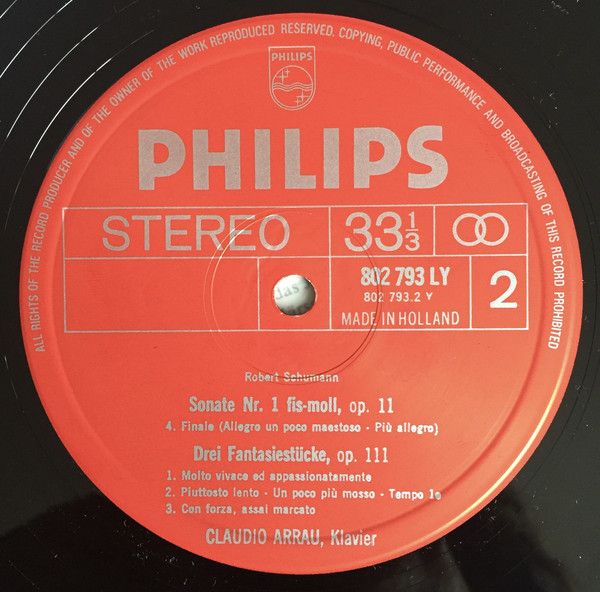 ALL RIGHTS OF THE RECORD PRODUCER AND OF THE OWNER OF THE WORK REPRODUCED RESERVED. COPYING, PUBLIC PERFORMANCE AND BROADCASTING OF THIS RECORD PROHIBITED
PHILIPS
PHILIPS
STEREO 33 1/3
802 793 LY 2
802 793.2 Y
MADE IN HOLLAND
das
Robert Schumann
Sonate Nr. 1 fis-moll, op. 11
4. Finale (Allegro un poco maestoso - Più allegro)
Drei Fantasiestücke, op. 111
1. Molto vivace ed appassionatamente
2. Piuttosto lento - Un poco più mosso - Tempo Io
3. Con forza, assai marcato
CLAUDIO ARRAU, Klavier